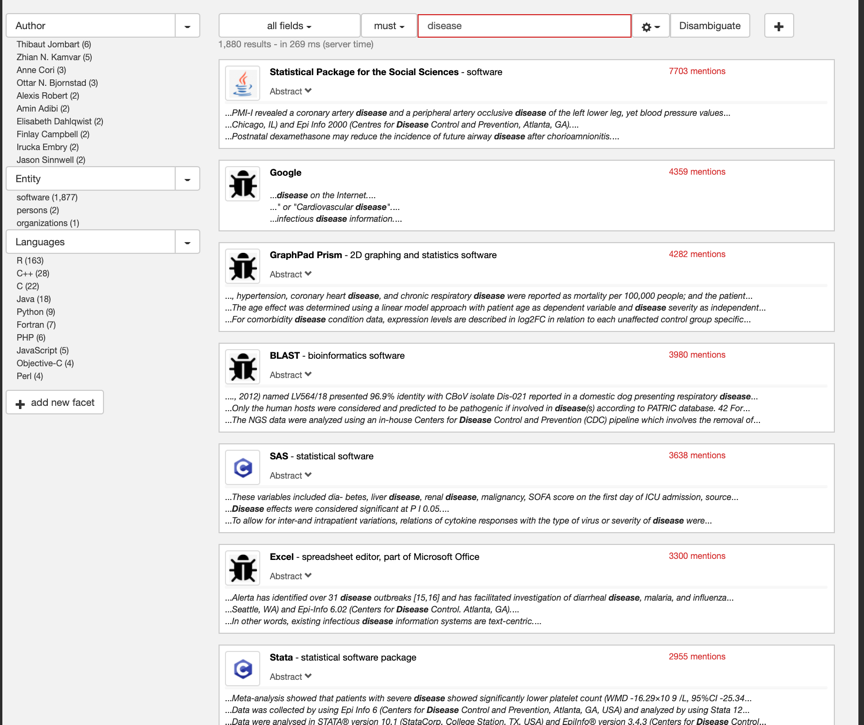 Author
Thibaut Jombart (6)
Zhian N. Kamvar (5)
Anne Cori (3)
Ottar N. Bjornstad (3)
Alexis Robert (2)
Amin Adibi (2)
Elisabeth Dahlqwist (2)
Finlay Campbell (2)
Irucka Embry (2)
Jason Sinnwell (2)
Entity
software (1,877)
persons (2)
organizations (1)
Languages
R (163)
C++ (28)
C (22)
Java (18)
Python (9)
Fortran (7)
PHP (6)
JavaScript (5)
Objective-C (4)
Perl (4)
add new facet
all fields must disease Disambiguate
1,880 results - in 269 ms (server time)
Statistical Package for the Social Sciences - software 7703 mentions
Abstract
...PMI-I revealed a coronary artery disease and a peripheral artery occlusive disease of the left lower leg, yet blood pressure values...
...Chicago, IL) and Epi Info 2000 (Centres for Disease Control and Prevention, Atlanta, GA)....
...Postnatal dexamethasone may reduce the incidence of future airway disease after chorioamnionitis....
Google 4359 mentions
...disease on the Internet....
..." or "Cardiovascular disease"....
...infectious disease information....
GraphPad Prism - 2D graphing and statistics software 4282 mentions
Abstract
..., hypertension, coronary heart disease, and chronic respiratory disease were reported as mortality per 100,000 people; and the patient...
...The age effect was determined using a linear model approach with patient age as dependent variable and disease severity as independent...
...For comorbidity disease condition data, expression levels are described in log2FC in relation to each unaffected control group specific...
BLAST - bioinformatics software 3980 mentions
Abstract
...., 2012) named LV564/18 presented 96.9% identity with CBoV isolate Dis-021 reported in a domestic dog presenting respiratory disease...
...Only the human hosts were considered and predicted to be pathogenic if involved in disease(s) according to PATRIC database. 42 For...
...The NGS data were analyzed using an in-house Centers for Disease Control and Prevention (CDC) pipeline which involves the removal of...
SAS - statistical software 3638 mentions
Abstract
...These variables included dia- betes, liver disease, renal disease, malignancy, SOFA score on the first day of ICU admission, source...
...Disease effects were considered significant at P I 0.05....
...To allow for inter-and intrapatient variations, relations of cytokine responses with the type of virus or severity of disease were...
Excel - spreadsheet editor, part of Microsoft Office 3300 mentions
Abstract
...Alerta has identified over 31 disease outbreaks [15,16] and has facilitated investigation of diarrheal disease, malaria, and influenza...
...Seattle, WA) and Epi-Info 6.02 (Centers for Disease Control. Atlanta, GA)....
...In other words, existing infectious disease information systems are text-centric....
Stata - statistical software package 2955 mentions
Abstract
...Meta-analysis showed that patients with severe disease showed significantly lower platelet count (WMD -16.29×10 9 /L, 95%CI -25.34...
...Data was collected by using Epi Info 6 (Centers for Disease Control and Prevention, Atlanta, GA, USA) and analyzed by using Stata 12...
...Data were analysed in STATA® version 10.1 (StataCorp, College Station, TX, USA) and EpiInfo® version 3.4.3 (Centers for Disease Control...